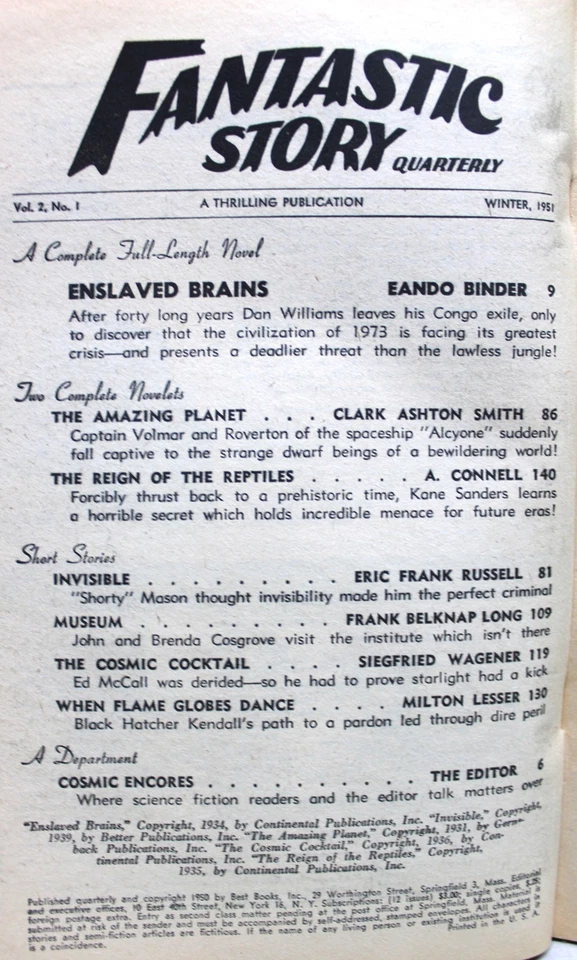 FANTASTIC
STORY QUARTERLY
Vol. 2, No. 1 A THRILLING PUBLICATION WINTER, 1951
A Complete Full-Length Novel
ENSLAVED BRAINS EANDO BINDER 9
After forty long years Dan Williams leaves his Congo exile, only
to discover that the civilization of 1973 is facing its greatest
crisis—and presents a deadlier threat than the lawless jungle!
Two Complete Novelets
THE AMAZING PLANET . . . CLARK ASHTON SMITH 86
Captain Volmar and Roverton of the spaceship "Alcyone" suddenly
fall captive to the strange dwarf beings of a bewildering world!
THE REIGN OF THE REPTILES . . . . . A. CONNELL 140
Forcibly thrust back to a prehistoric time, Kane Sanders learns
a horrible secret which holds incredible menace for future eras!
Short Stories
INVISIBLE . . . . . . . . . ERIC FRANK RUSSELL 81
"Shorty" Mason thought invisibility made him the perfect criminal
MUSEUM . . . . . . . . . FRANK BELKNAP LONG 109
John and Brenda Cosgrove visit the institute which isn't there
THE COSMIC COCKTAIL . . . . SIEGFRIED WAGENER 119
Ed McCall was derided—so he had to prove starlight had a kick
WHEN FLAME GLOBES DANCE . . . . MILTON LESSER 130
Black Hatcher Kendall's path to a pardon led through dire peril
A Department
COSMIC ENCORES . . . . . . . . . . THE EDITOR 6
Where science fiction readers and the editor talk matters over
"Enslaved Brains," Copyright, 1934, by Continental Publications, Inc. "Invisible," Copyright,
1939, by Better Publications, Inc. "The Amazing Planet," Copyright, 1931, by Gerns-
back Publications, Inc. "The Cosmic Cocktail," Copyright, 1936, by Con-
tinental Publications, Inc. "The Reign of the Reptiles," Copyright,
1935, by Continental Publications, Inc.
Published quarterly and copyright 1950 by Best Books, Inc., 29 Worthington Street, Springfield 3, Mass. Editorial
and executive offices, 10 East 40th Street, New York 16, N. Y. Subscriptions: (12 issues) $3.00; single copies, $.25;
foreign postage extra. Entry as second class matter pending at the post office at Springfield, Mass. Material is
submitted at risk of the sender and must be accompanied by self-addressed, stamped envelopes. All characters in
stories and semi-fiction articles are fictitious. If the name of any living person or existing institution is used it
is a coincidence. Printed in the U. S. A.